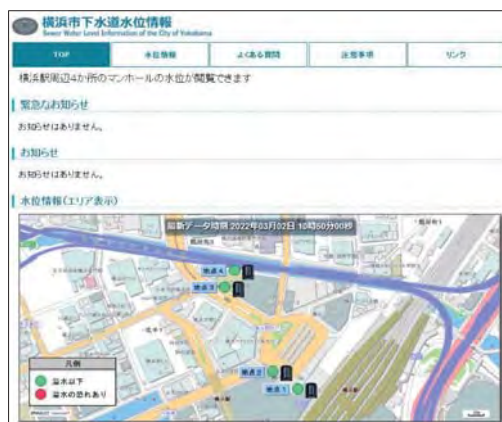 横浜市下水道水位情報
Sewer Water Level Information of the City of Yokohama
TOP
水位情報
よくある質問
注意事項
リンク
横浜駅周辺4か所のマンホールの水位が閲覧できます
緊急なお知らせ
お知らせはありません。
お知らせ
お知らせはありません。
水位情報(エリア表示)
最新データ時刻 2022年03月02日 10時50分00秒
地点4
地点3
地点2
地点1
凡例
溢水以下
溢水の恐れあり